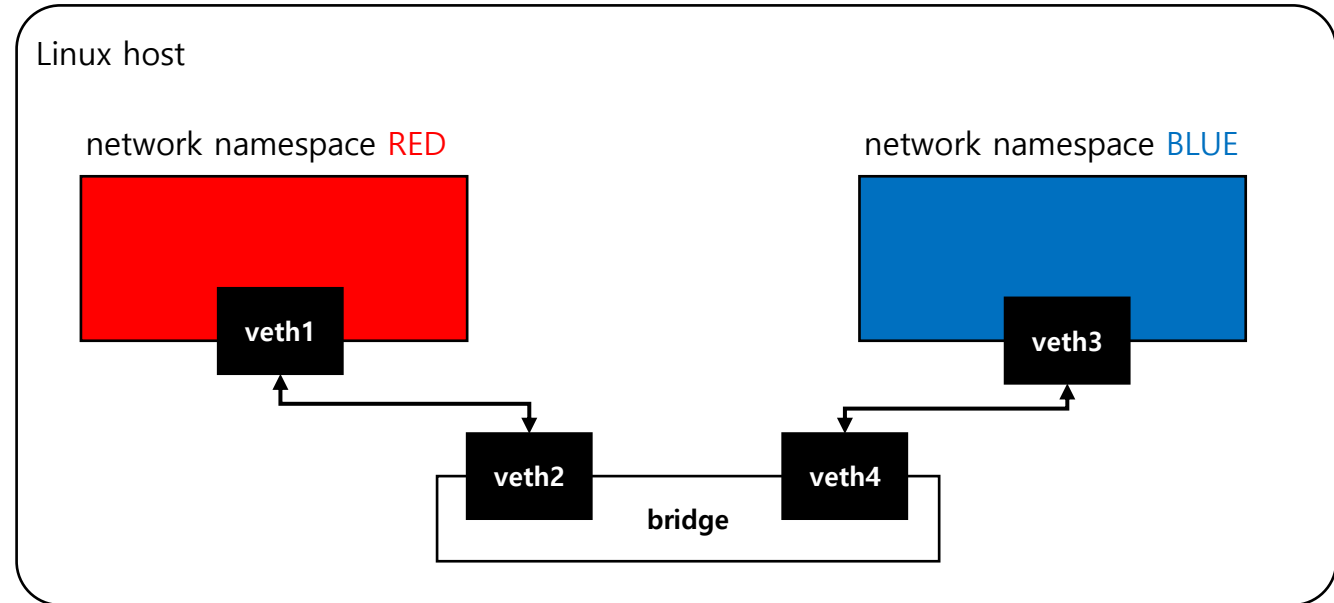 Linux host
network namespace RED
network namespace BLUE
veth1
veth3
veth2
veth4
bridge